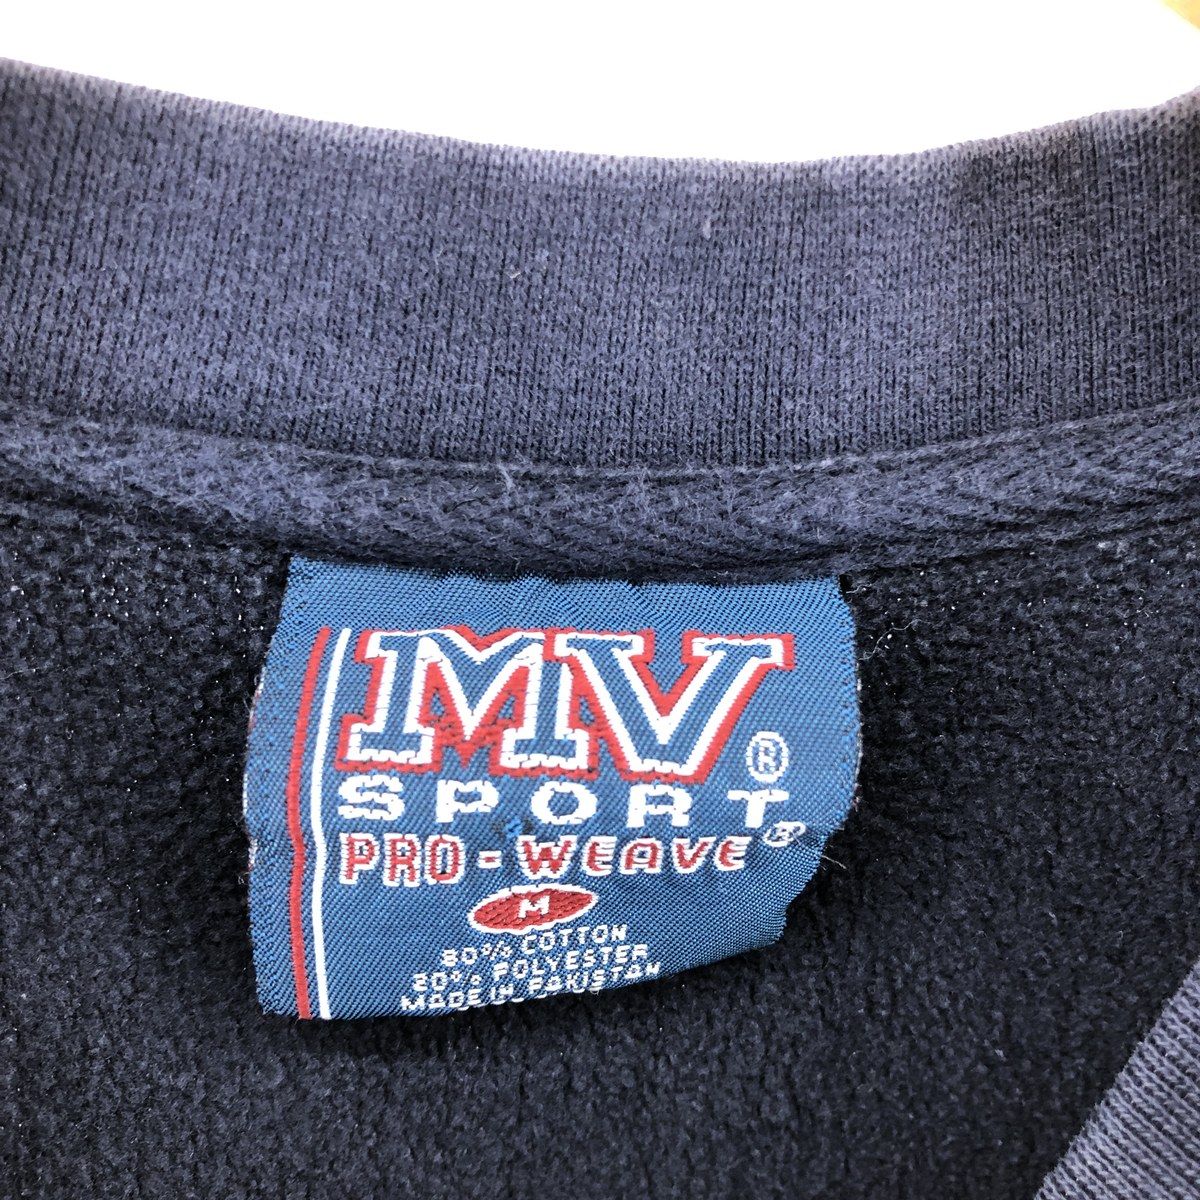 MV®
SPORT
PRO-WEAVE®
M
80% COTTON
20% POLYESTER
MADE IN PAKISTAN